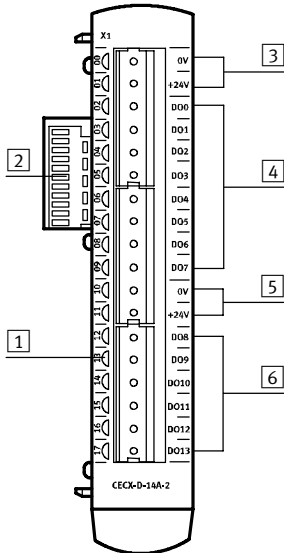 X1
00 0V 3
01 +24V
02 DO0
03 DO1
04 DO2
2 05 DO3 4
06 DO4
07 DO5
08 DO6
09 DO7
10 0V 5
11 +24V
12 DO8
1 13 DO9
14 DO10 6
15 DO11
16 DO12
17 DO13
CECX-D-14A-2